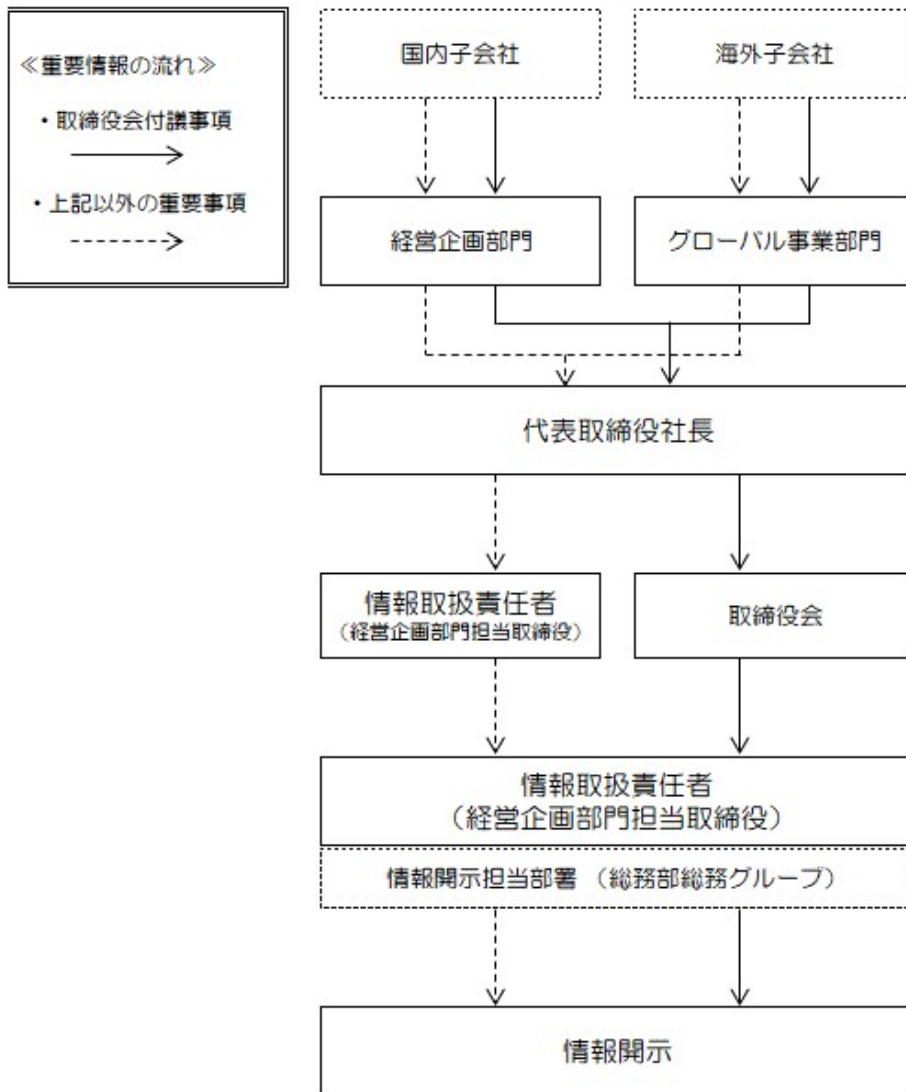 ≪重要情報の流れ≫
・取締役会付議事項
・上記以外の重要事項
国内子会社
海外子会社
経営企画部門
グローバル事業部門
代表取締役社長
情報取扱責任者
（経営企画部門担当取締役）
取締役会
情報取扱責任者
（経営企画部門担当取締役）
情報開示担当部署 （総務部総務グループ）
情報開示